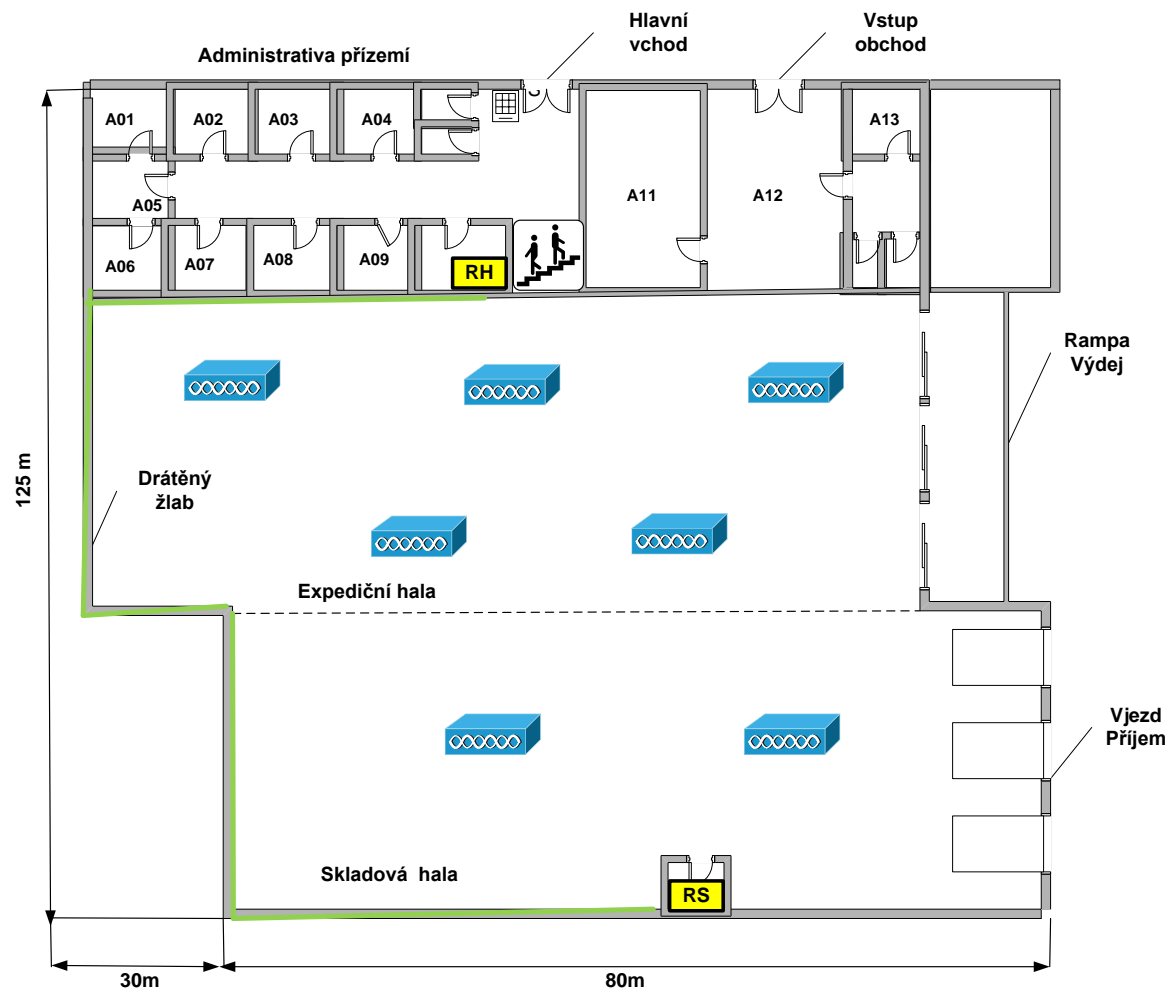 Hlavní
vchod
Vstup
obchod
Administrativa přízemí
A01
A02
A03
A04
A13
A05
A11
A12
A06
A07
A08
A09
RH
Rampa
Výdej
125 m
Drátěný
žlab
Expediční hala
Vjezd
Příjem
Skladová hala
RS
30m
80m